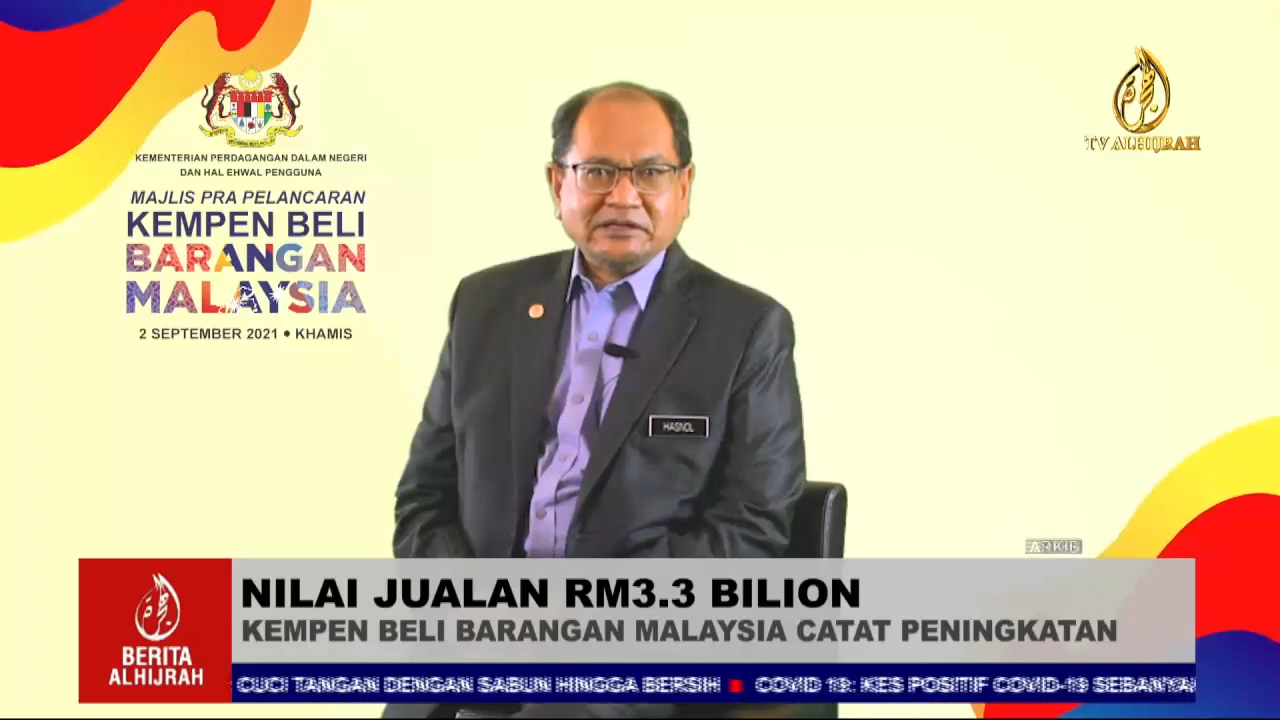 KEMENTERIAN PERDAGANGAN DALAM NEGERI
DAN HAL EHWAL PENGGUNA
MAJLIS PRA PELANCARAN
KEMPEN BELI
BARANGAN
MALAYSIA
2 SEPTEMBER 2021 • KHAMIS
TV ALHIJRAH
HASNOL
ARKIB
NILAI JUALAN RM3.3 BILION
KEMPEN BELI BARANGAN MALAYSIA CATAT PENINGKATAN
BERITA
ALHIJRAH
CUCI TANGAN DENGAN SABUN HINGGA BERSIH COVID 19: KES POSITIF COVID-19 SEBANYA